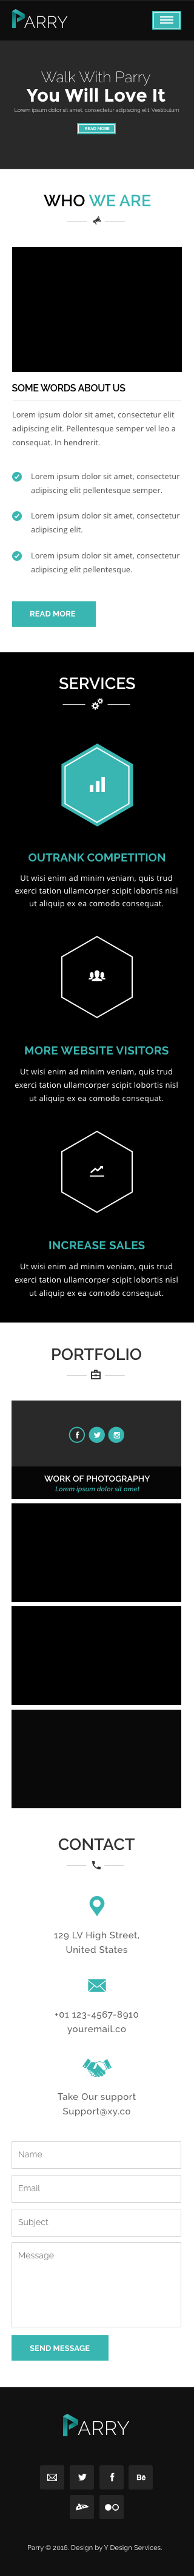 PARRY
Walk With Parry
You Will Love It
Lorem ipsum dolor sit amet, consectetur adipiscing elit. Vestibulum
READ MORE
WHO WE ARE
SOME WORDS ABOUT US
Lorem ipsum dolor sit amet, consectetur elit
adipiscing elit. Pellentesque semper vel leo a
consequat. In hendrerit.
Lorem ipsum dolor sit amet, consectetur
adipiscing elit pellentesque semper.
Lorem ipsum dolor sit amet, consectetur
adipiscing elit.
Lorem ipsum dolor sit amet, consectetur
adipiscing elit pellentesque.
READ MORE
SERVICES
OUTRANK COMPETITION
Ut wisi enim ad minim veniam, quis trud
exerci tation ullamcorper scipit lobortis nisl
ut aliquip ex ea comodo consequat.
MORE WEBSITE VISITORS
Ut wisi enim ad minim veniam, quis trud
exerci tation ullamcorper scipit lobortis nisl
ut aliquip ex ea comodo consequat.
INCREASE SALES
Ut wisi enim ad minim veniam, quis trud
exerci tation ullamcorper scipit lobortis nisl
ut aliquip ex ea comodo consequat.
PORTFOLIO
WORK OF PHOTOGRAPHY
Lorem ipsum dolor sit amet
CONTACT
129 LV High Street,
United States
+01 123-4567-8910
youremail.co
Take Our support
Support@xy.co
Name
Email
Subject
Message
SEND MESSAGE
PARRY
Bē
Parry © 2016. Design by Y Design Services.